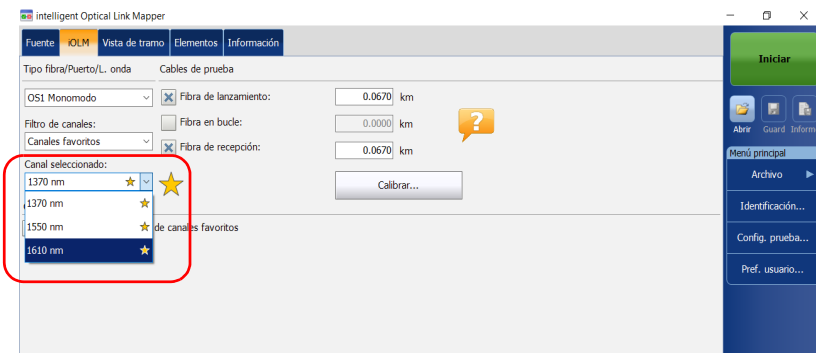 intelligent Optical Link Mapper
Fuente iOLM Vista de tramo Elementos Información
Tipo fibra/Puerto/L. onda Cables de prueba
OS1 Monomodo Fibra de lanzamiento: 0.0670 km
Filtro de canales: Fibra en bucle: 0.0000 km
Canales favoritos Fibra de recepción: 0.0670 km
Canal seleccionado:
1370 nm Calibrar...
1370 nm
1550 nm de canales favoritos
1610 nm
Iniciar
Abrir Guard Inform
Menú principal
Archivo
Identificación...
Config. prueba...
Pref. usuario...